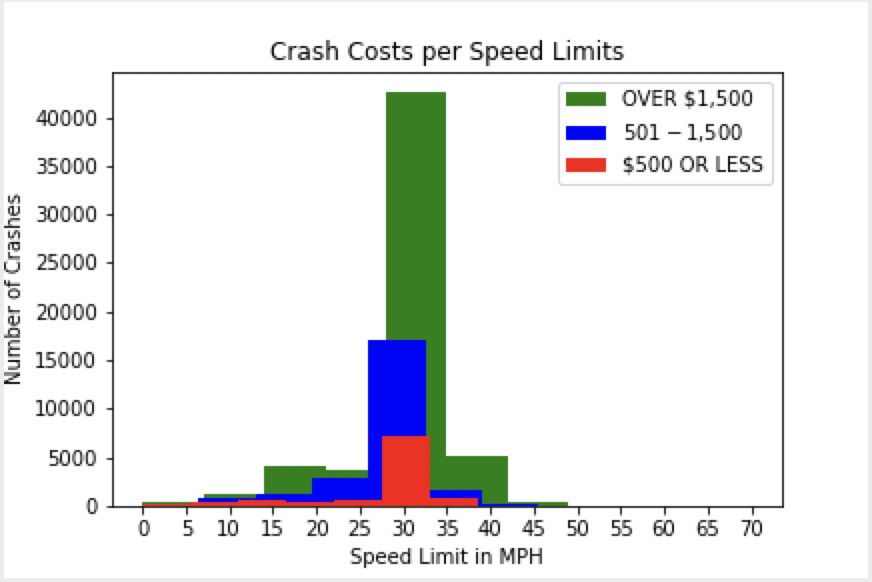 Crash Costs per Speed Limits
OVER $1,500
501 − 1,500
$500 OR LESS
Number of Crashes
40000
35000
30000
25000
20000
15000
10000
5000
0
0 5 10 15 20 25 30 35 40 45 50 55 60 65 70
Speed Limit in MPH